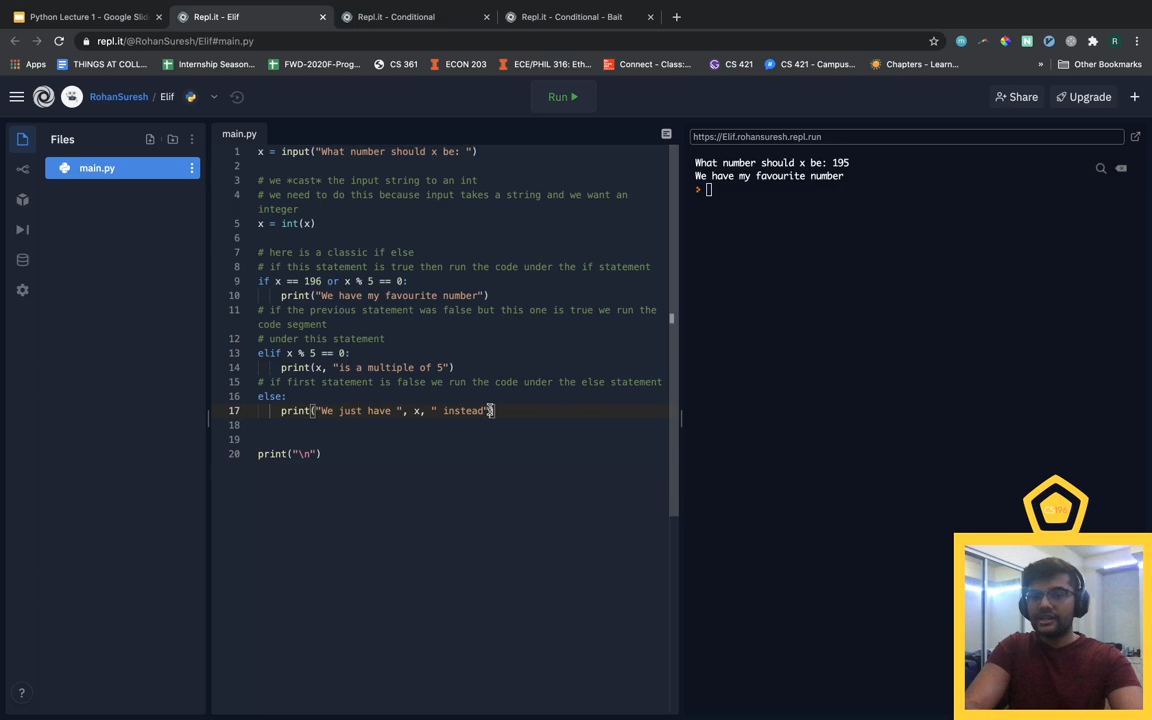 Python Lecture 1 - Google Slid
Repl.it - Elif
Repl.it - Conditional
Repl.it - Conditional - Bait
repl.it/@RohanSuresh/Elif#main.py
R
Apps
THINGS AT COLL...
Internship Season...
FWD-2020F-Prog...
CS 361
ECON 203
ECE/PHIL 316: Eth...
Connect - Class:...
CS 421
CS 421 - Campus...
Chapters - Learn...
»
Other Bookmarks
RohanSuresh / Elif
Run
Share
Upgrade
Files
main.py
main.py
1 x = input("What number should x be: ")
2
3 # we *cast* the input string to an int
4 # we need to do this because input takes a string and we want an
integer
5 x = int(x)
6
7 # here is a classic if else
8 # if this statement is true then run the code under the if statement
9 if x == 196 or x % 5 == 0:
10 print("We have my favourite number")
11 # if the previous statement was false but this one is true we run the
code segment
12 # under this statement
13 elif x % 5 == 0:
14 print(x, "is a multiple of 5")
15 # if first statement is false we run the code under the else statement
16 else:
17 print("We just have ", x, " instead")
18
19
20 print("\n")
https://Elif.rohansuresh.repl.run
What number should x be: 195
We have my favourite number
>
CS196
?